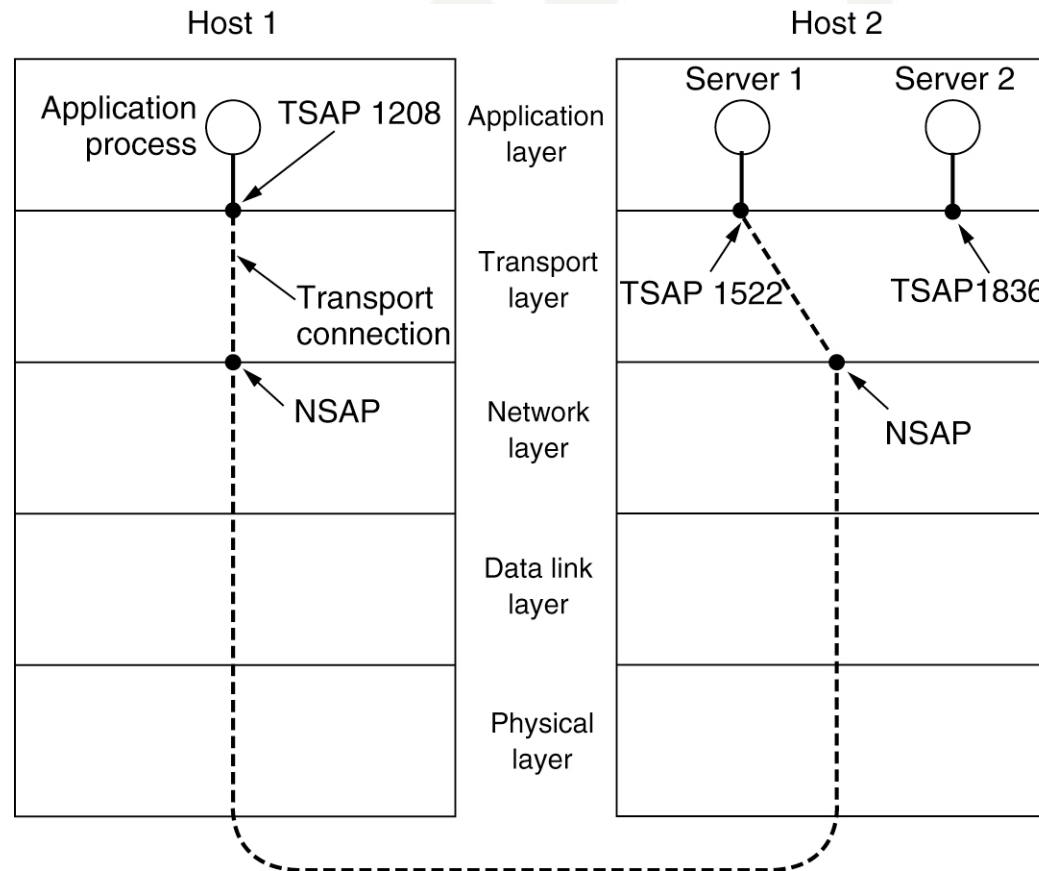 Host 1
Host 2
Application
process
TSAP 1208
Application
layer
Server 1
Server 2
Transport
layer
TSAP 1522
TSAP1836
Transport
connection
NSAP
Network
layer
NSAP
Data link
layer
Physical
layer